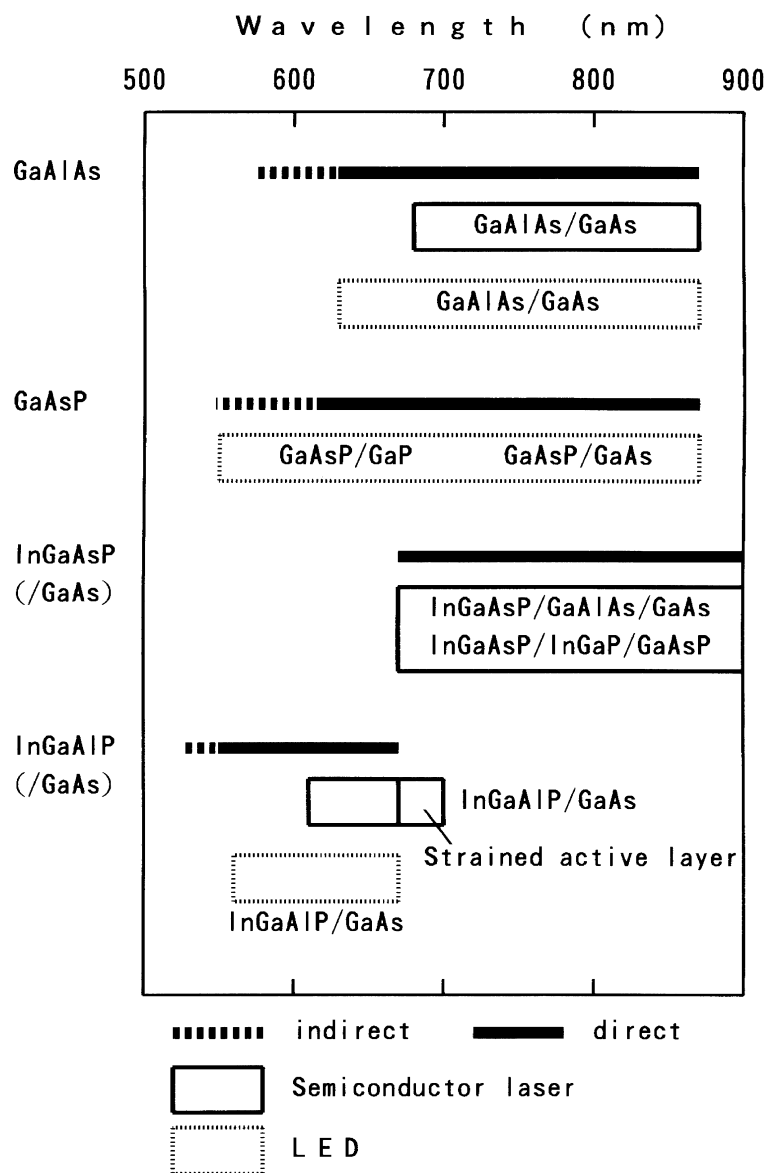 Wavelength (nm)
500 600 700 800 900
GaAlAs
GaAlAs/GaAs
GaAlAs/GaAs
GaAsP
GaAsP/GaP GaAsP/GaAs
InGaAsP
(/GaAs)
InGaAsP/GaAlAs/GaAs
InGaAsP/InGaP/GaAsP
InGaAlP
(/GaAs)
InGaAlP/GaAs
Strained active layer
InGaAlP/GaAs
indirect direct
Semiconductor laser
LED